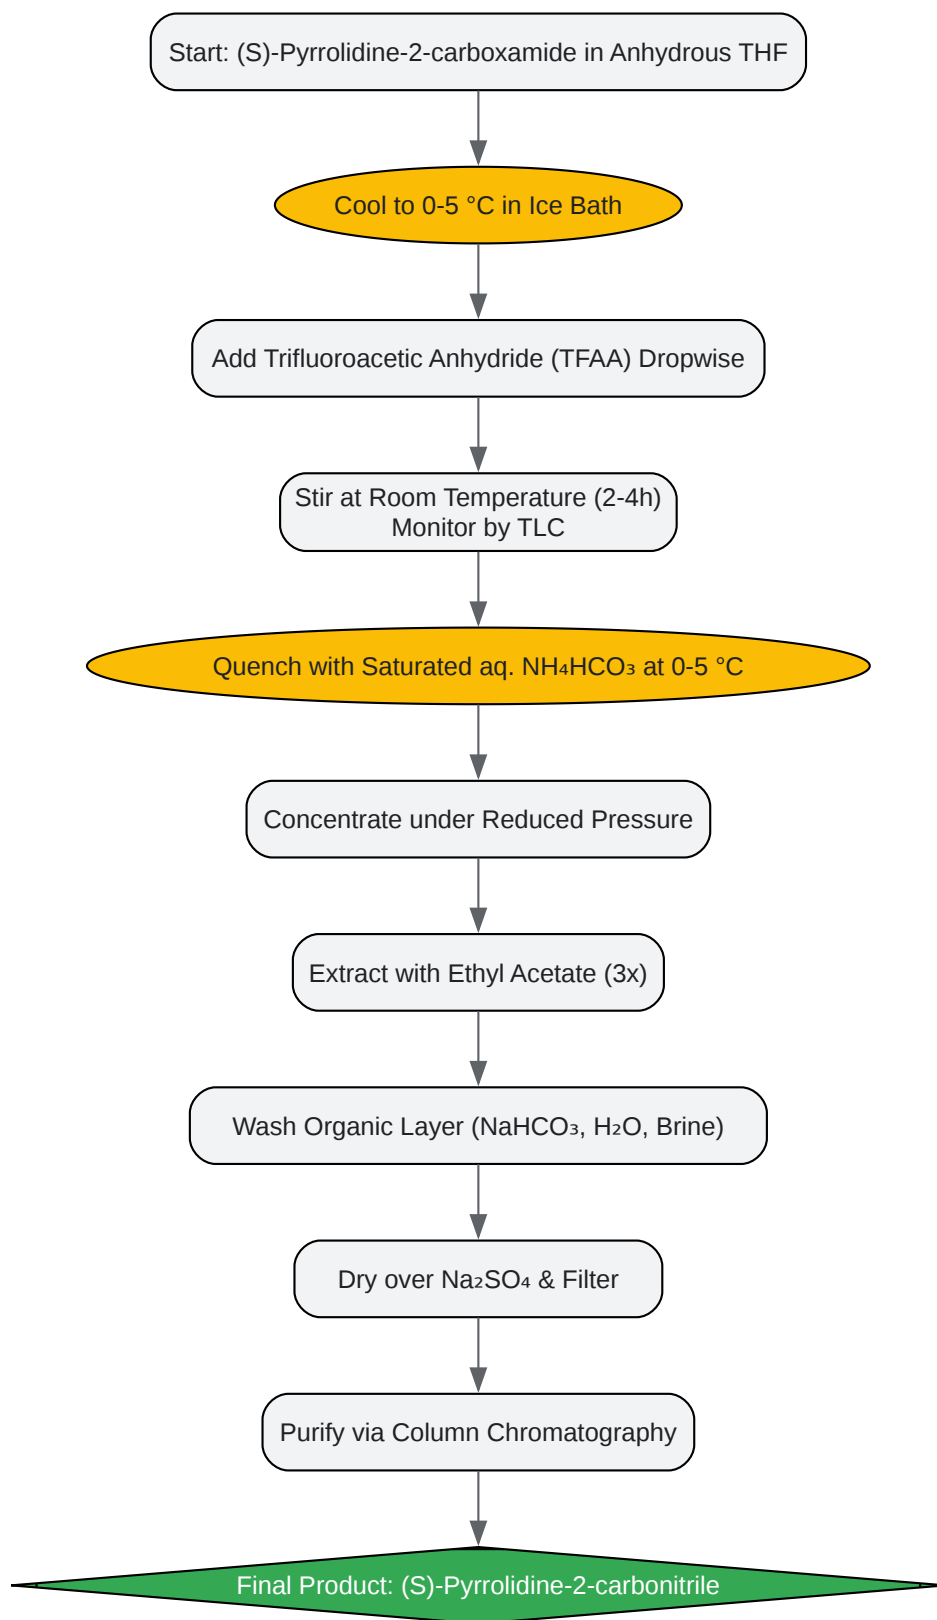 Start: (S)-Pyrrolidine-2-carboxamide in Anhydrous THF
Cool to 0-5 °C in Ice Bath
Add Trifluoroacetic Anhydride (TFAA) Dropwise
Stir at Room Temperature (2-4h)
Monitor by TLC
Quench with Saturated aq. NH₄HCO₃ at 0-5 °C
Concentrate under Reduced Pressure
Extract with Ethyl Acetate (3x)
Wash Organic Layer (NaHCO₃, H₂O, Brine)
Dry over Na₂SO₄ & Filter
Purify via Column Chromatography
Final Product: (S)-Pyrrolidine-2-carbonitrile